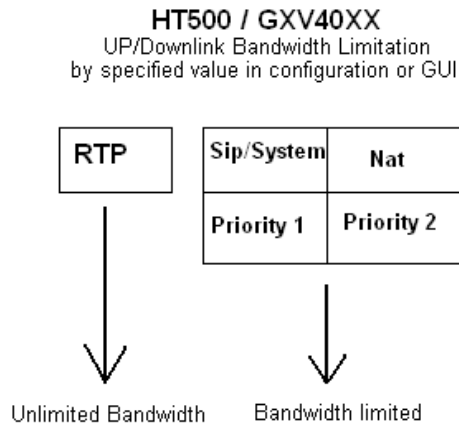 HT500 / GXV40XX
UP/Downlink Bandwidth Limitation
by specified value in configuration or GUI
RTP
Sip/System
Nat
Priority 1
Priority 2
Unlimited Bandwidth
Bandwidth limited